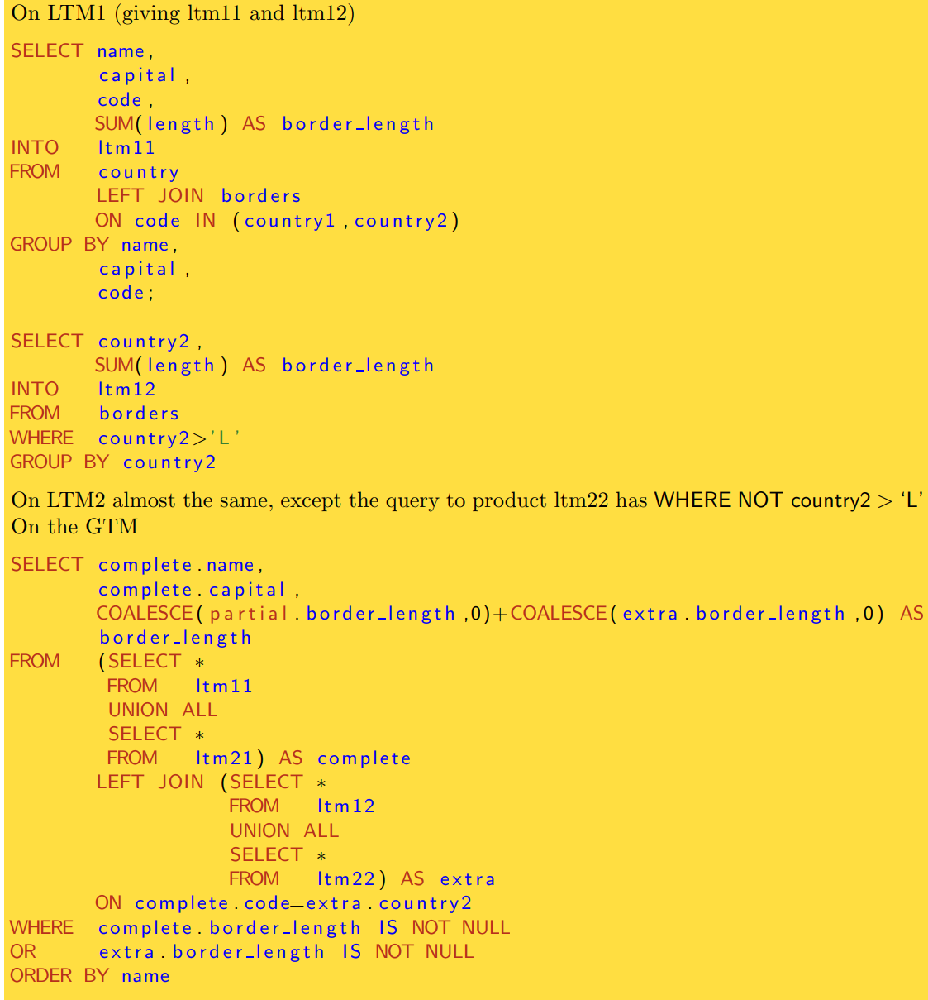 On LTM1 (giving ltm11 and ltm12)
SELECT name,
capital,
code,
SUM(length) AS border_length
INTO ltm11
FROM country
LEFT JOIN borders
ON code IN (country1,country2)
GROUP BY name,
capital,
code;
SELECT country2,
SUM(length) AS border_length
INTO ltm12
FROM borders
WHERE country2>'L'
GROUP BY country2
On LTM2 almost the same, except the query to product ltm22 has WHERE NOT country2 > ‘L’
On the GTM
SELECT complete.name,
complete.capital,
COALESCE(partial.border_length,0)+COALESCE(extra.border_length,0) AS
border_length
FROM (SELECT *
FROM ltm11
UNION ALL
SELECT *
FROM ltm21) AS complete
LEFT JOIN (SELECT *
FROM ltm12
UNION ALL
SELECT *
FROM ltm22) AS extra
ON complete.code=extra.country2
WHERE complete.border_length IS NOT NULL
OR extra.border_length IS NOT NULL
ORDER BY name